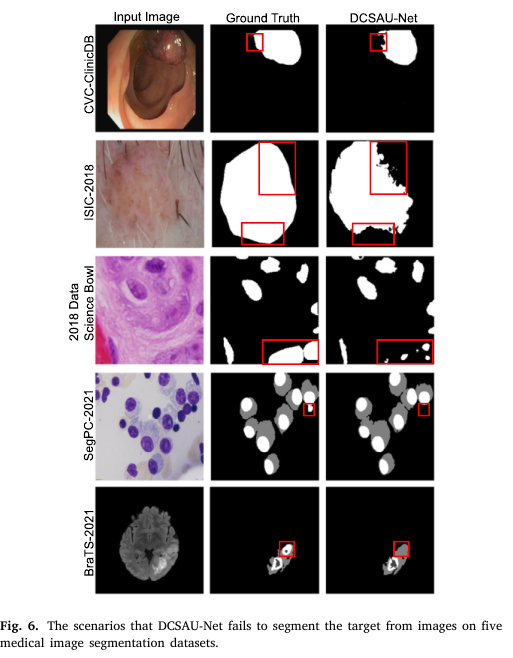 Input Image Ground Truth DCSAU-Net
CVC-ClinicDB
ISIC-2018
2018 Data
Science Bowl
SegPC-2021
BraTS-2021
Fig. 6. The scenarios that DCSAU-Net fails to segment the target from images on five
medical image segmentation datasets.